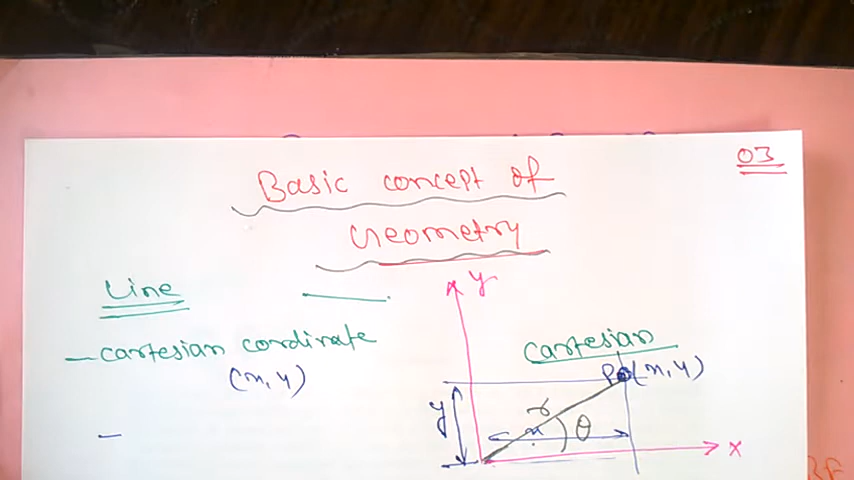 03
Basic concept of
Geometry
Line
- cartesian cordinate
(x, y)
-
y
cartesian
P (x, y)
y
r
x
θ
x